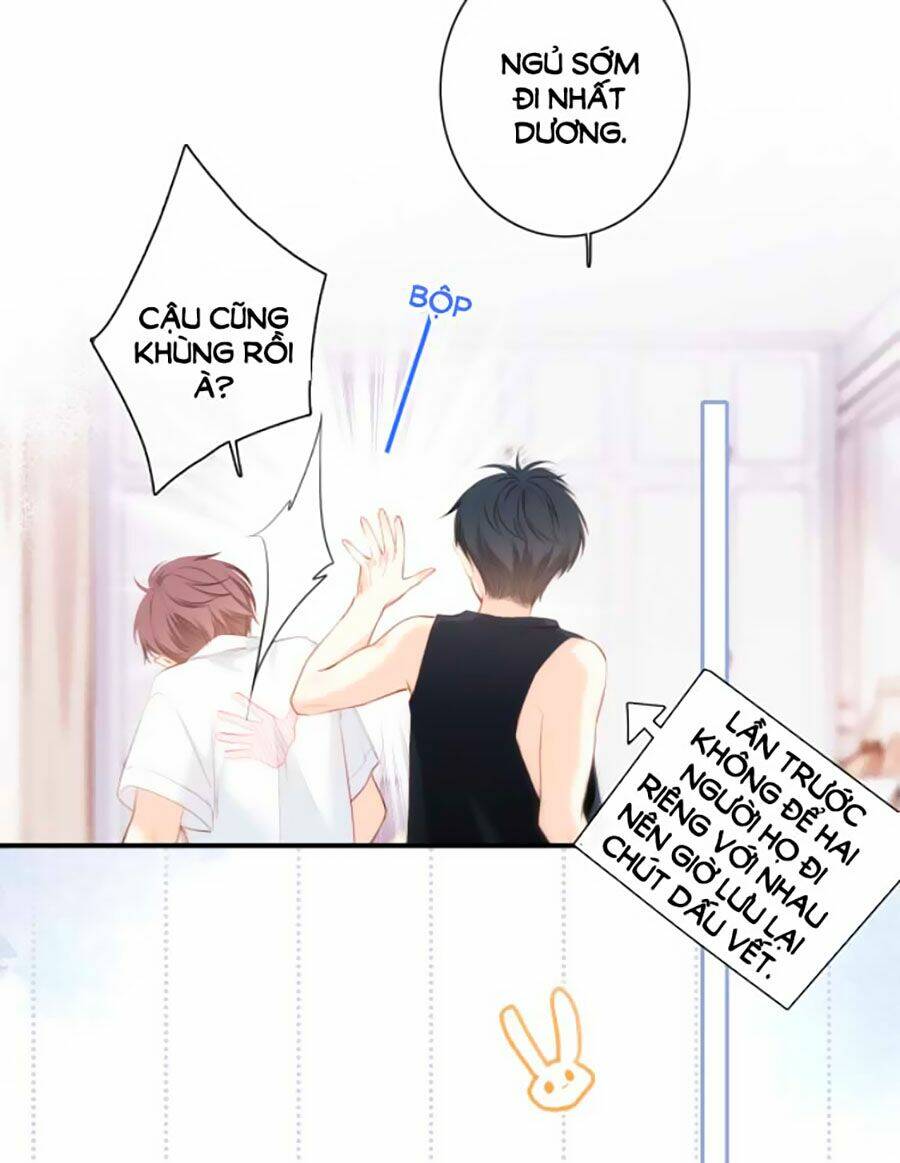 NGỦ SỚM
ĐI NHẤT
DƯƠNG.
BỘP
CẬU CŨNG
KHÙNG RỒI
À?
LẦN TRƯỚC
KHÔNG ĐỂ HAI
NGƯỜI HỌ ĐI
RIÊNG VỚI NHAU
NÊN GIỜ LƯU LẠI
CHÚT DẤU VẾT.